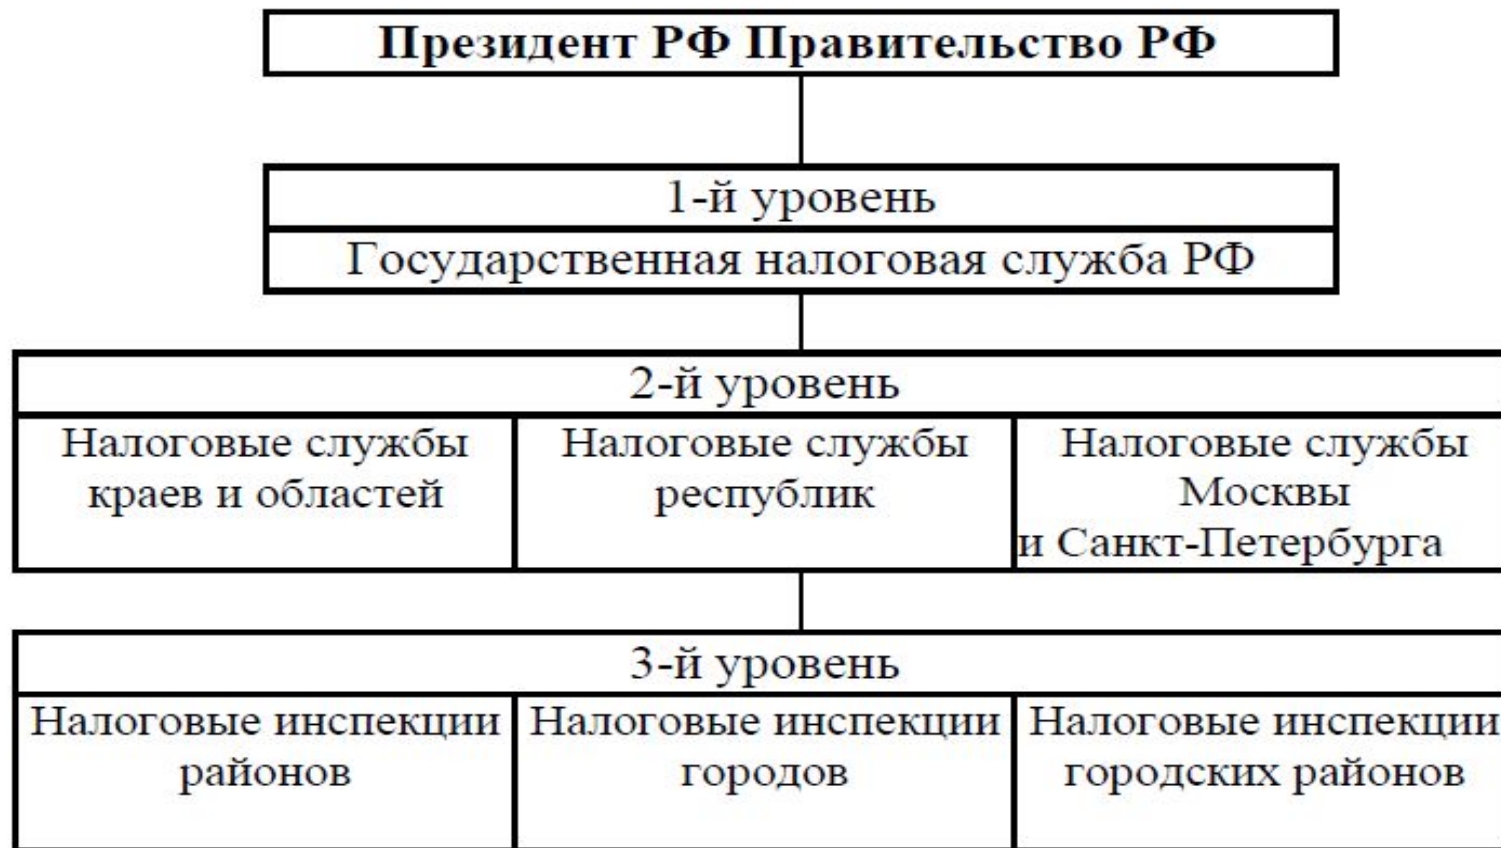 Президент РФ Правительство РФ
1-й уровень
Государственная налоговая служба РФ
2-й уровень
Налоговые службы
краев и областей
Налоговые службы
республик
Налоговые службы
Москвы
и Санкт-Петербурга
3-й уровень
Налоговые инспекции
районов
Налоговые инспекции
городов
Налоговые инспекции
городских районов